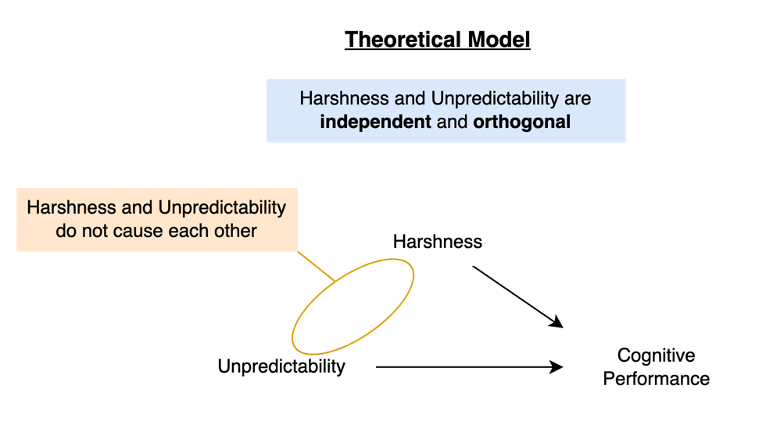 Theoretical Model
Harshness and Unpredictability are
independent and orthogonal
Harshness and Unpredictability
do not cause each other
Harshness
Unpredictability
Cognitive
Performance